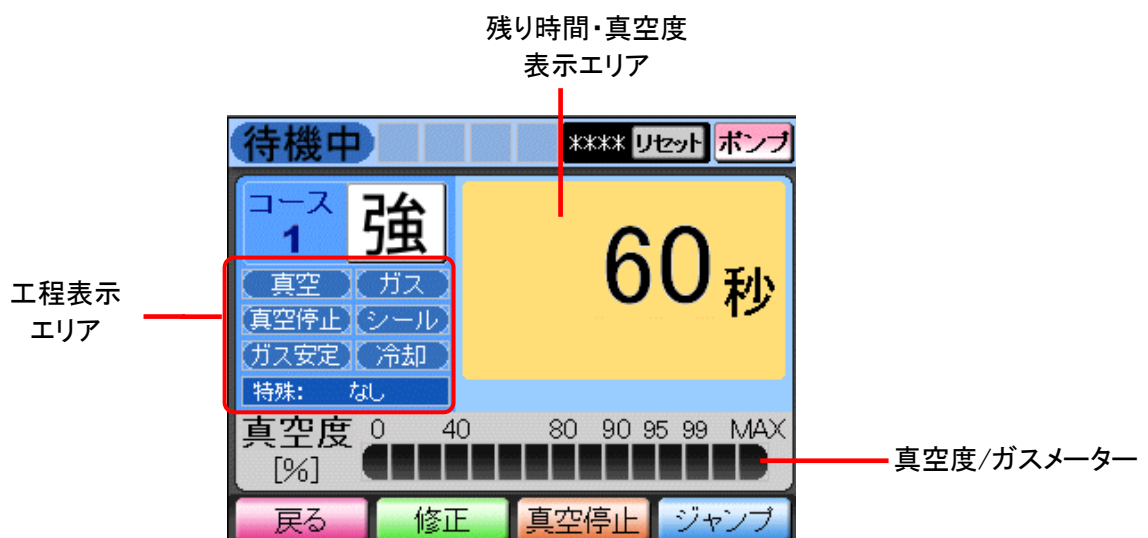 残り時間・真空度
表示エリア
待機中 **** リセット ポンプ
コース
1
強
60秒
工程表示
エリア
真空 ガス
真空停止 シール
ガス安定 冷却
特殊: なし
真空度
[%]
0 40 80 90 95 99 MAX
真空度/ガスメーター
戻る 修正 真空停止 ジャンプ